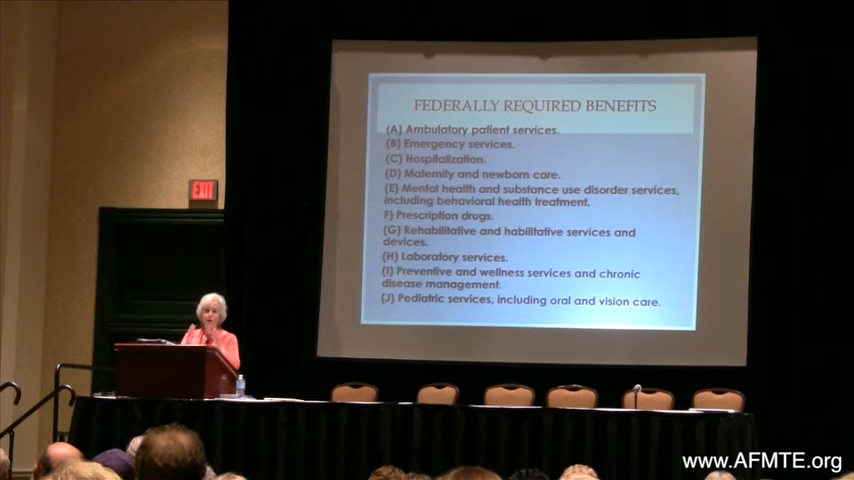 FEDERALLY REQUIRED BENEFITS
(A) Ambulatory patient services.
(B) Emergency services.
(C) Hospitalization.
(D) Maternity and newborn care.
(E) Mental health and substance use disorder services,
including behavioral health treatment.
F) Prescription drugs.
(G) Rehabilitative and habilitative services and
devices.
(H) Laboratory services.
(I) Preventive and wellness services and chronic
disease management.
(J) Pediatric services, including oral and vision care.
EXIT
www.AFMTE.org